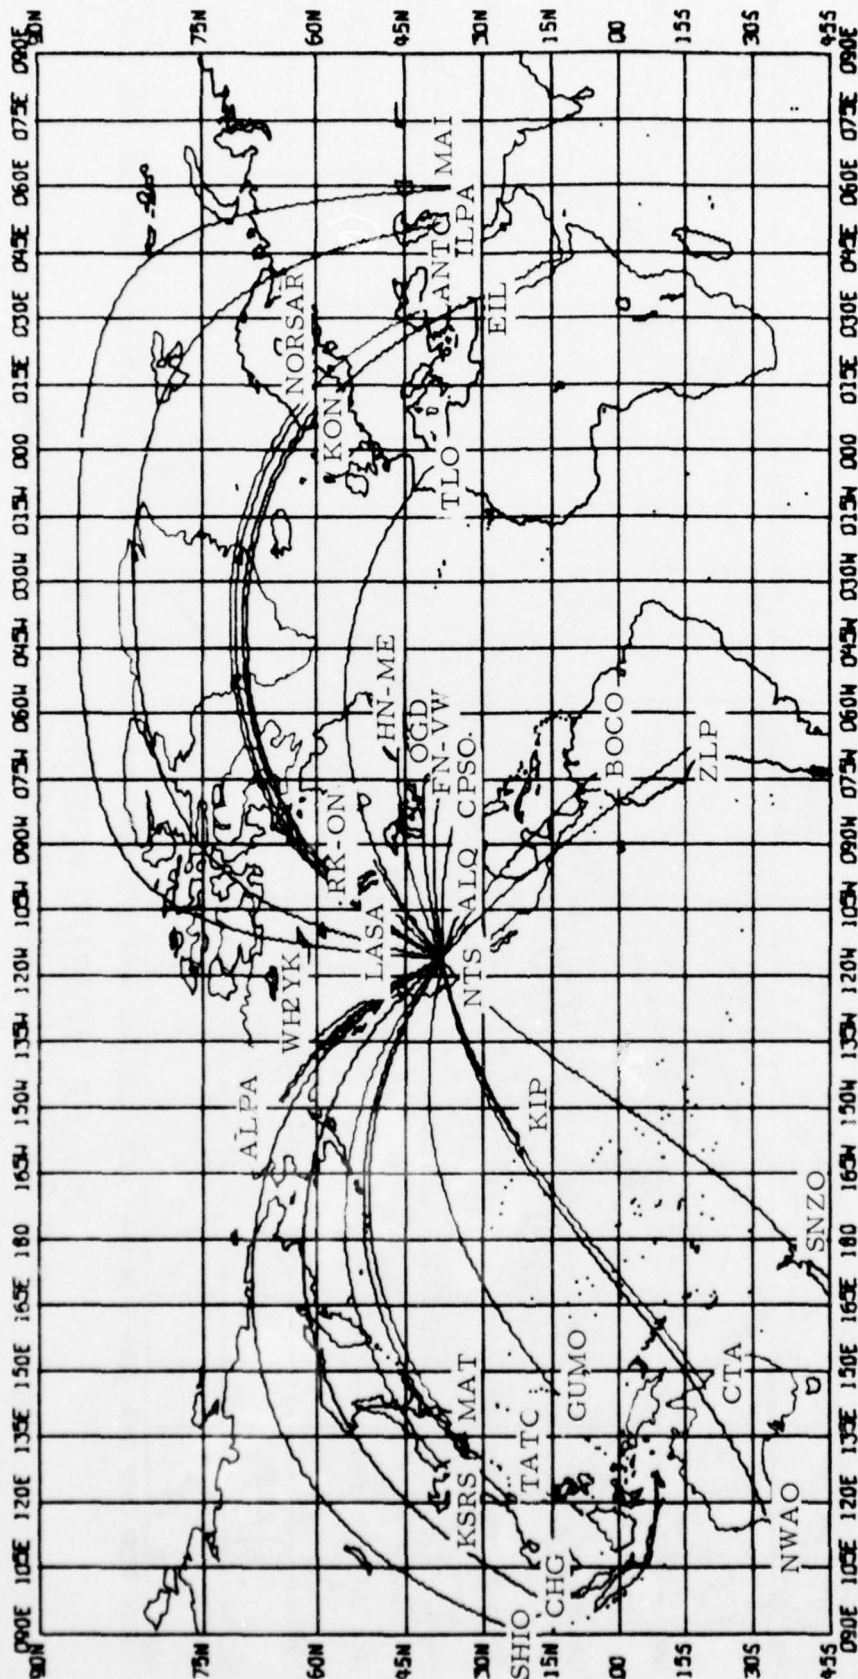 090E 105E 120E 135E 150E 165E 180 165W 150W 135W 120W 105W 090W 075W 060W 045W 030W 015W 000 015E 030E 045E 060E 075E 090E
90N 90N
75N 75N
ALPA
WH2YK
NORSAR
60N 60N
RK-ON
KON
LASA
HN-ME
45N 45N
OGD
FN-VW
ANTO
MAI
KSRS
MAT
NTS
ALQ
CPSO
TLO
ILPA
30N 30N
EIL
SHIO
TATC
CHG
KIP
15N 15N
GUMO
BOCO
00 00
15S 15S
ZLP
CTA
30S 30S
NWAO
SNZO
45S 45S
090E 105E 120E 135E 150E 165E 180 165W 150W 135W 120W 105W 090W 075W 060W 045W 030W 015W 000 015E 030E 045E 060E 075E 090E